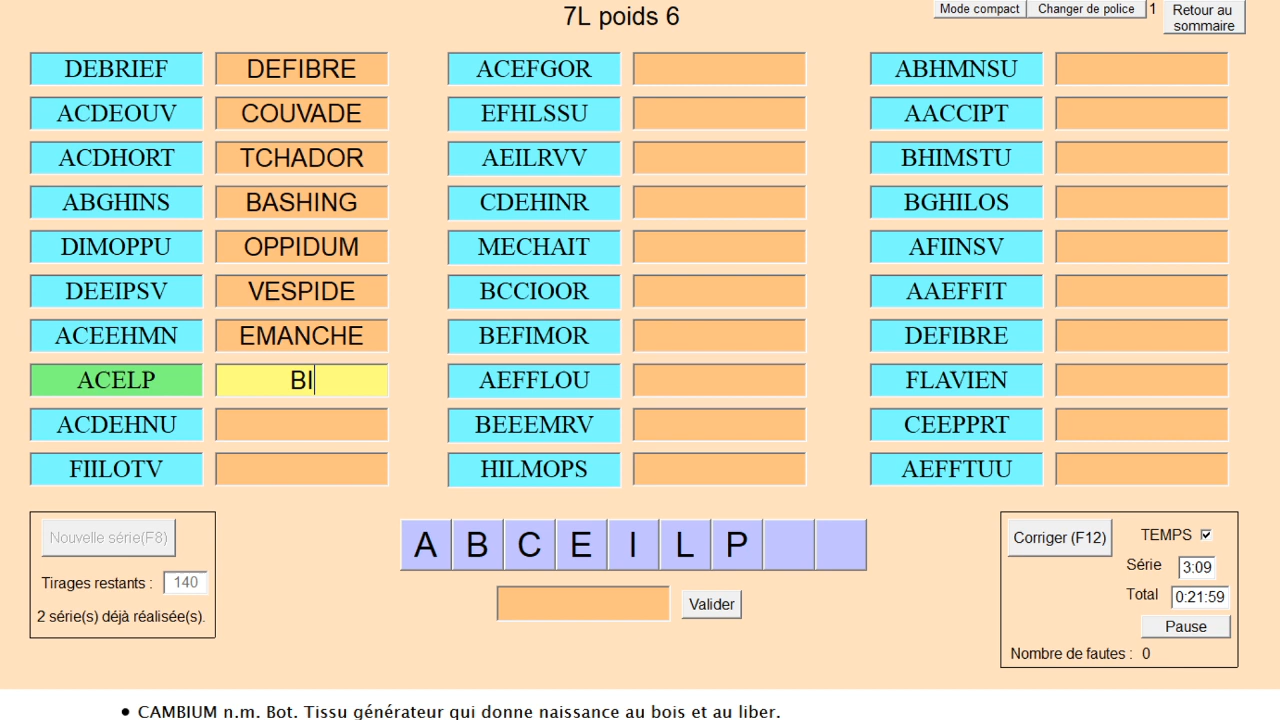 7L poids 6
Mode compact
Changer de police
1
Retour au
sommaire
DEBRIEF DEFIBRE
ACDEOUV COUVADE
ACDHORT TCHADOR
ABGHINS BASHING
DIMOPPU OPPIDUM
DEEIPSV VESPIDE
ACEEHMN EMANCHE
ACELP BI
ACDEHNU
FIILOTV
ACEFGOR
EFHLSSU
AEILRVV
CDEHINR
MECHAIT
BCCIOOR
BEFIMOR
AEFFLOU
BEEEMRV
HILMOPS
ABHMNSU
AACCIPT
BHIMSTU
BGHILOS
AFIINSV
AAEFFIT
DEFIBRE
FLAVIEN
CEEPPRT
AEFFTUU
Nouvelle série(F8)
Tirages restants : 140
2 série(s) déjà réalisée(s).
A B C E I L P
Valider
Corriger (F12)
TEMPS
Série 3:09
Total 0:21:59
Pause
Nombre de fautes : 0
• CAMBIUM n.m. Bot. Tissu générateur qui donne naissance au bois et au liber.